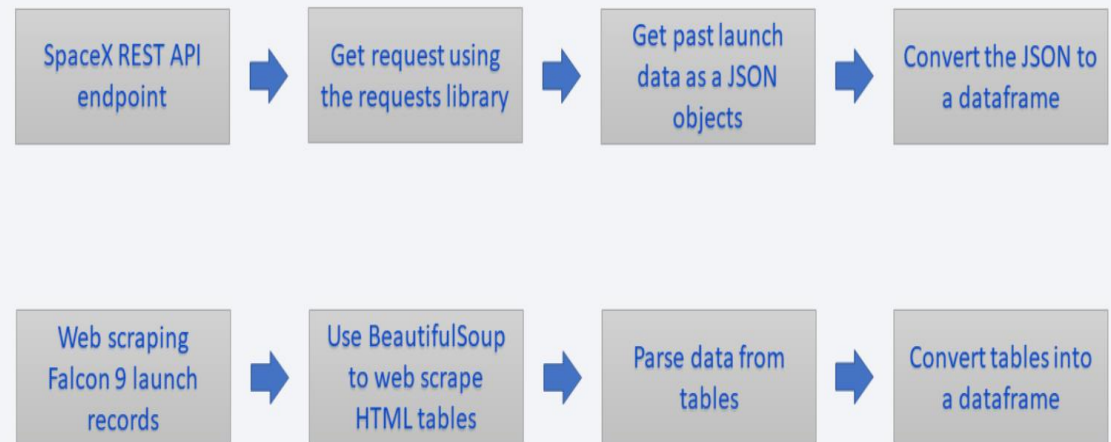 SpaceX REST API
endpoint
Get request using
the requests library
Get past launch
data as a JSON
objects
Convert the JSON to
a dataframe
Web scraping
Falcon 9 launch
records
Use BeautifulSoup
to web scrape
HTML tables
Parse data from
tables
Convert tables into
a dataframe